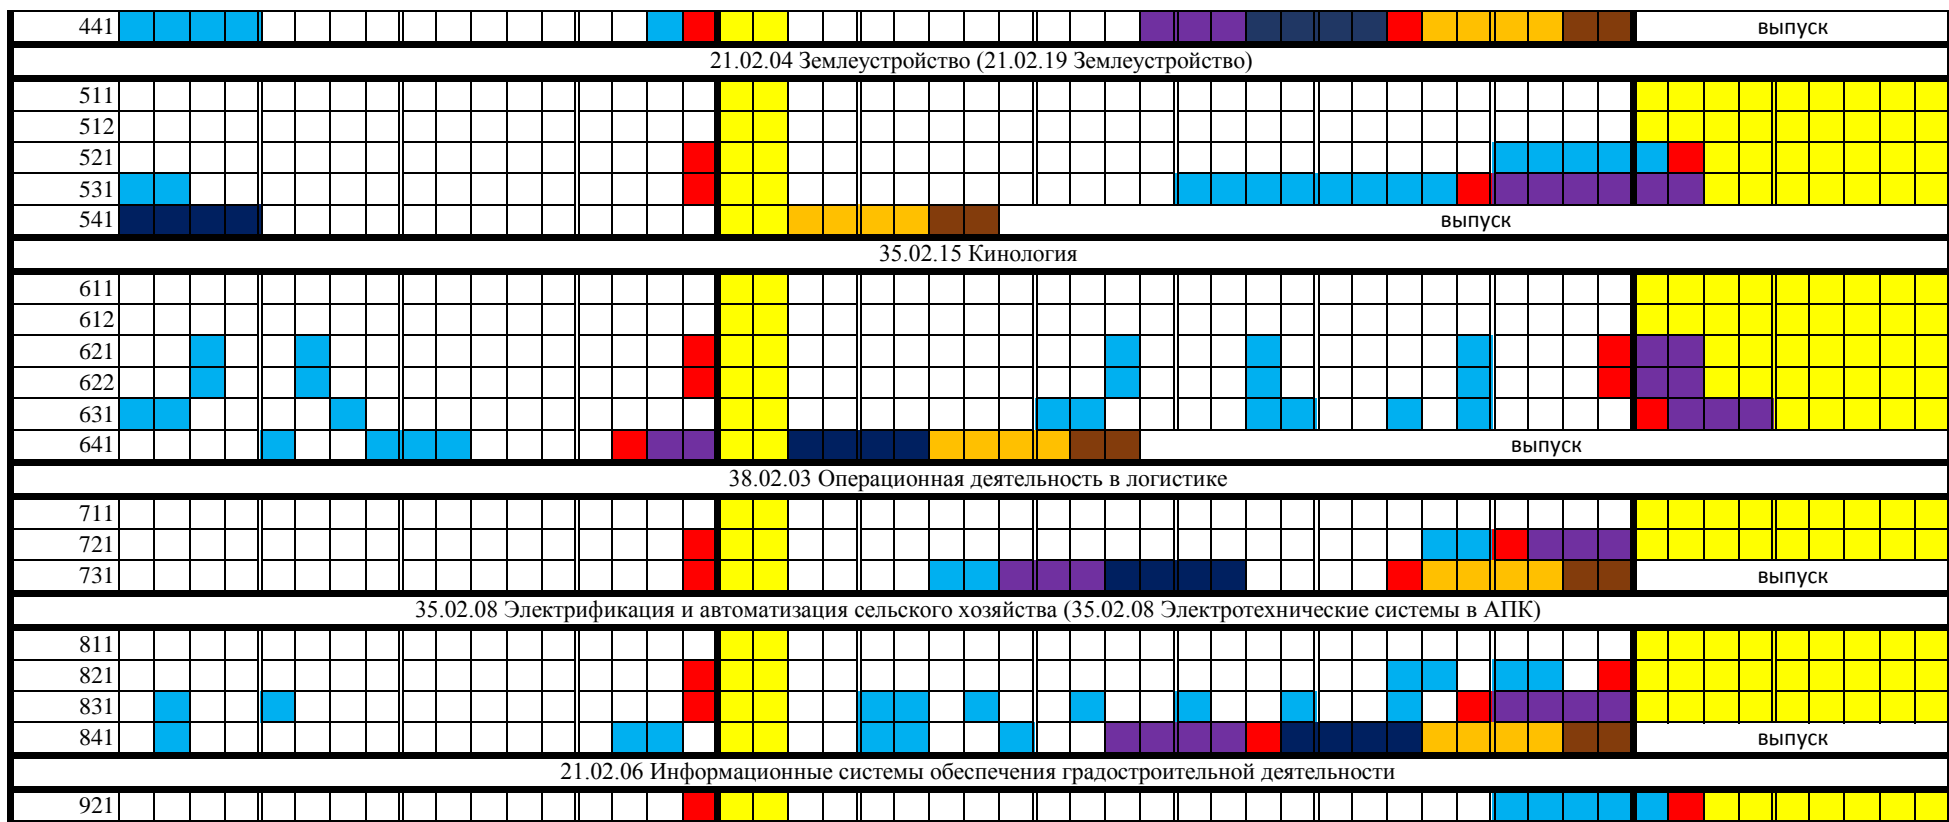 441 выпуск
21.02.04 Землеустройство (21.02.19 Землеустройство)
511
512
521
531
541 выпуск
35.02.15 Кинология
611
612
621
622
631
641 выпуск
38.02.03 Операционная деятельность в логистике
711
721
731 выпуск
35.02.08 Электрификация и автоматизация сельского хозяйства (35.02.08 Электротехнические системы в АПК)
811
821
831
841 выпуск
21.02.06 Информационные системы обеспечения градостроительной деятельности
921